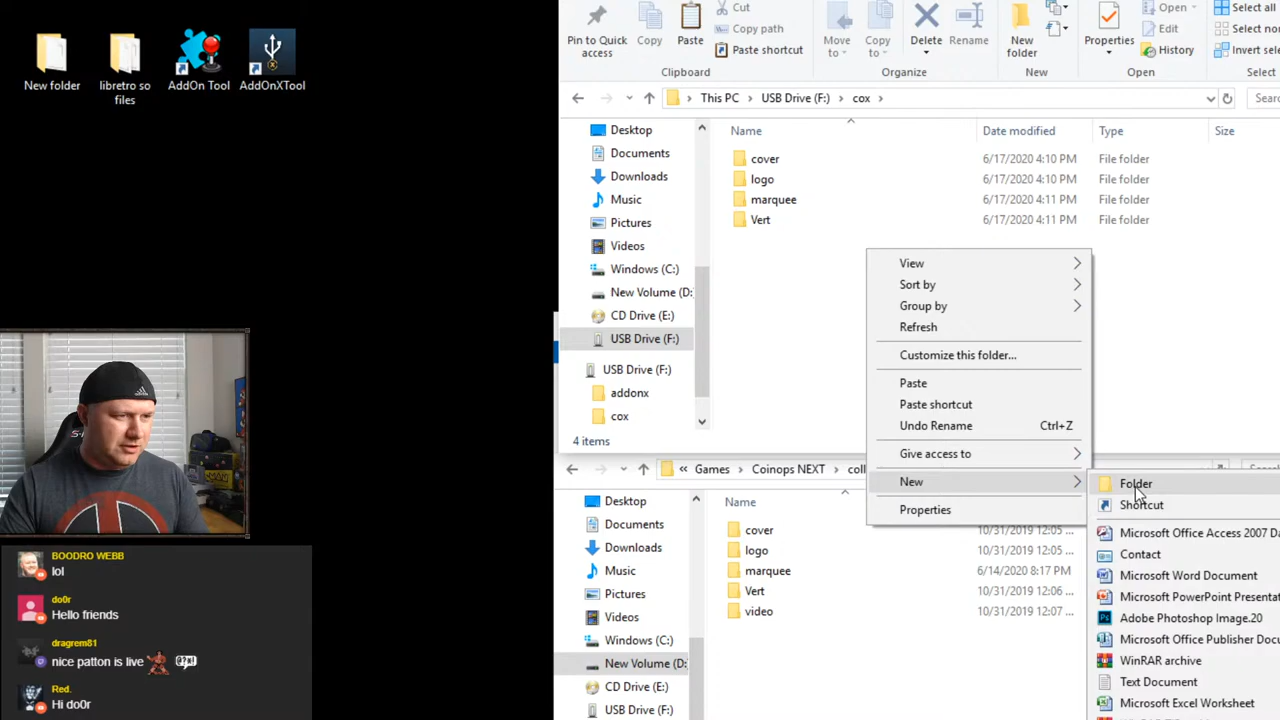 New folder
libretro so files
AddOn Tool
AddOnXTool
Pin to Quick access
Copy
Paste
Cut
Copy path
Paste shortcut
Clipboard
Move to
Copy to
Delete
Rename
Organize
New folder
New
Properties
Open
Edit
History
Open
Select all
Select
This PC
USB Drive (F:)
cox
Desktop
Documents
Downloads
Music
Pictures
Videos
Windows (C:)
New Volume (D:
CD Drive (E:)
USB Drive (F:)
USB Drive (F:)
addonx
cox
4 items
Name Date modified Type Size
cover 6/17/2020 4:10 PM File folder
logo 6/17/2020 4:10 PM File folder
marquee 6/17/2020 4:11 PM File folder
Vert 6/17/2020 4:11 PM File folder
View
Sort by
Group by
Refresh
Customize this folder...
Paste
Paste shortcut
Undo Rename Ctrl+Z
Give access to
New
Properties
Folder
Shortcut
Microsoft Office Access 2007 Da
Contact
Microsoft Word Document
Microsoft PowerPoint Presentat
Adobe Photoshop Image.20
Microsoft Office Publisher Docu
WinRAR archive
Text Document
Microsoft Excel Worksheet
« Games
Coinops NEXT
coll
Desktop
Documents
Downloads
Music
Pictures
Videos
Windows (C:)
New Volume (D:
CD Drive (E:)
USB Drive (F:)
Name
cover 10/31/2019 12:05 ...
logo 10/31/2019 12:05 ...
marquee 6/14/2020 8:17 PM
Vert 10/31/2019 12:06 ...
video 10/31/2019 12:07 ...
BOODRO WEBB
lol
do0r
Hello friends
dragrem81
nice patton is live
Red.
Hi do0r